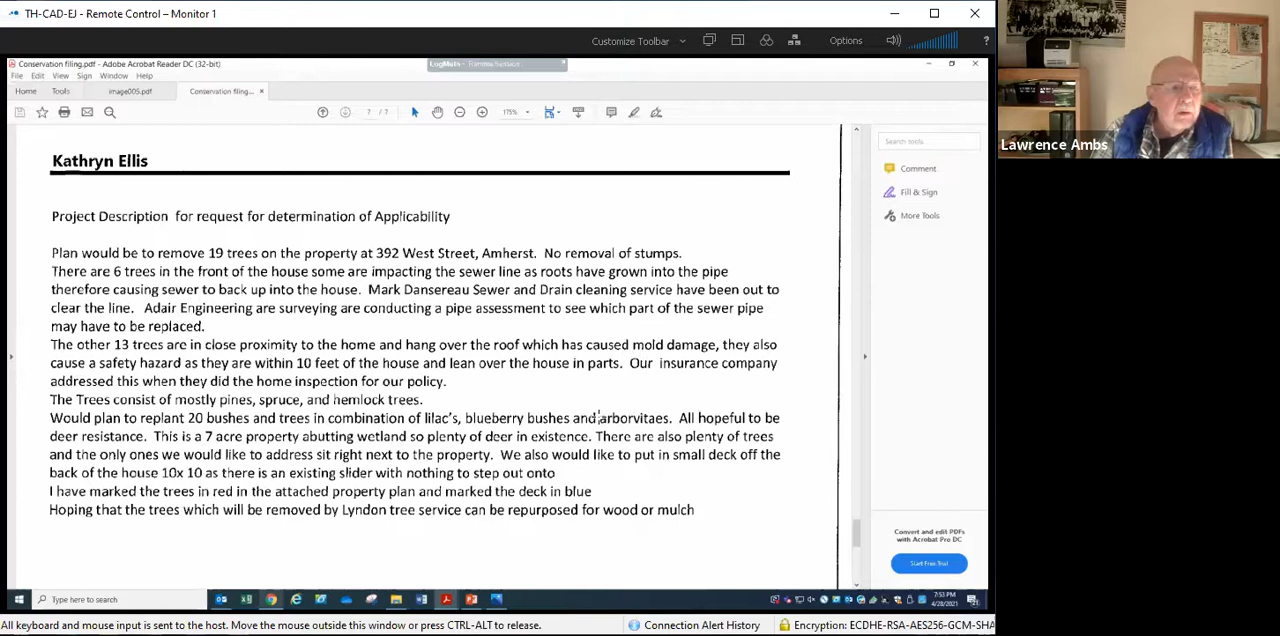 TH-CAD-EJ - Remote Control – Monitor 1
Customize Toolbar
Options
?
Conservation filing.pdf - Adobe Acrobat Reader DC (32-bit)
File Edit View Sign Window Help
Home Tools image005.pdf Conservation filing... ×
? / 7
175%
Search tools
Comment
Fill & Sign
More Tools
Kathryn Ellis
Project Description for request for determination of Applicability
Plan would be to remove 19 trees on the property at 392 West Street, Amherst. No removal of stumps.
There are 6 trees in the front of the house some are impacting the sewer line as roots have grown into the pipe
therefore causing sewer to back up into the house. Mark Dansereau Sewer and Drain cleaning service have been out to
clear the line. Adair Engineering are surveying are conducting a pipe assessment to see which part of the sewer pipe
may have to be replaced.
The other 13 trees are in close proximity to the home and hang over the roof which has caused mold damage, they also
cause a safety hazard as they are within 10 feet of the house and lean over the house in parts. Our insurance company
addressed this when they did the home inspection for our policy.
The Trees consist of mostly pines, spruce, and hemlock trees.
Would plan to replant 20 bushes and trees in combination of lilac's, blueberry bushes and arborvitaes. All hopeful to be
deer resistance. This is a 7 acre property abutting wetland so plenty of deer in existence. There are also plenty of trees
and the only ones we would like to address sit right next to the property. We also would like to put in small deck off the
back of the house 10x 10 as there is an existing slider with nothing to step out onto
I have marked the trees in red in the attached property plan and marked the deck in blue
Hoping that the trees which will be removed by Lyndon tree service can be repurposed for wood or mulch
Convert and edit PDFs
with Acrobat Pro DC
Start Free Trial
Type here to search
7:53 PM
4/28/2021
All keyboard and mouse input is sent to the host. Move the mouse outside this window or press CTRL-ALT to release.
Connection Alert History
Encryption: ECDHE-RSA-AES256-GCM-SHA
Lawrence Ambs